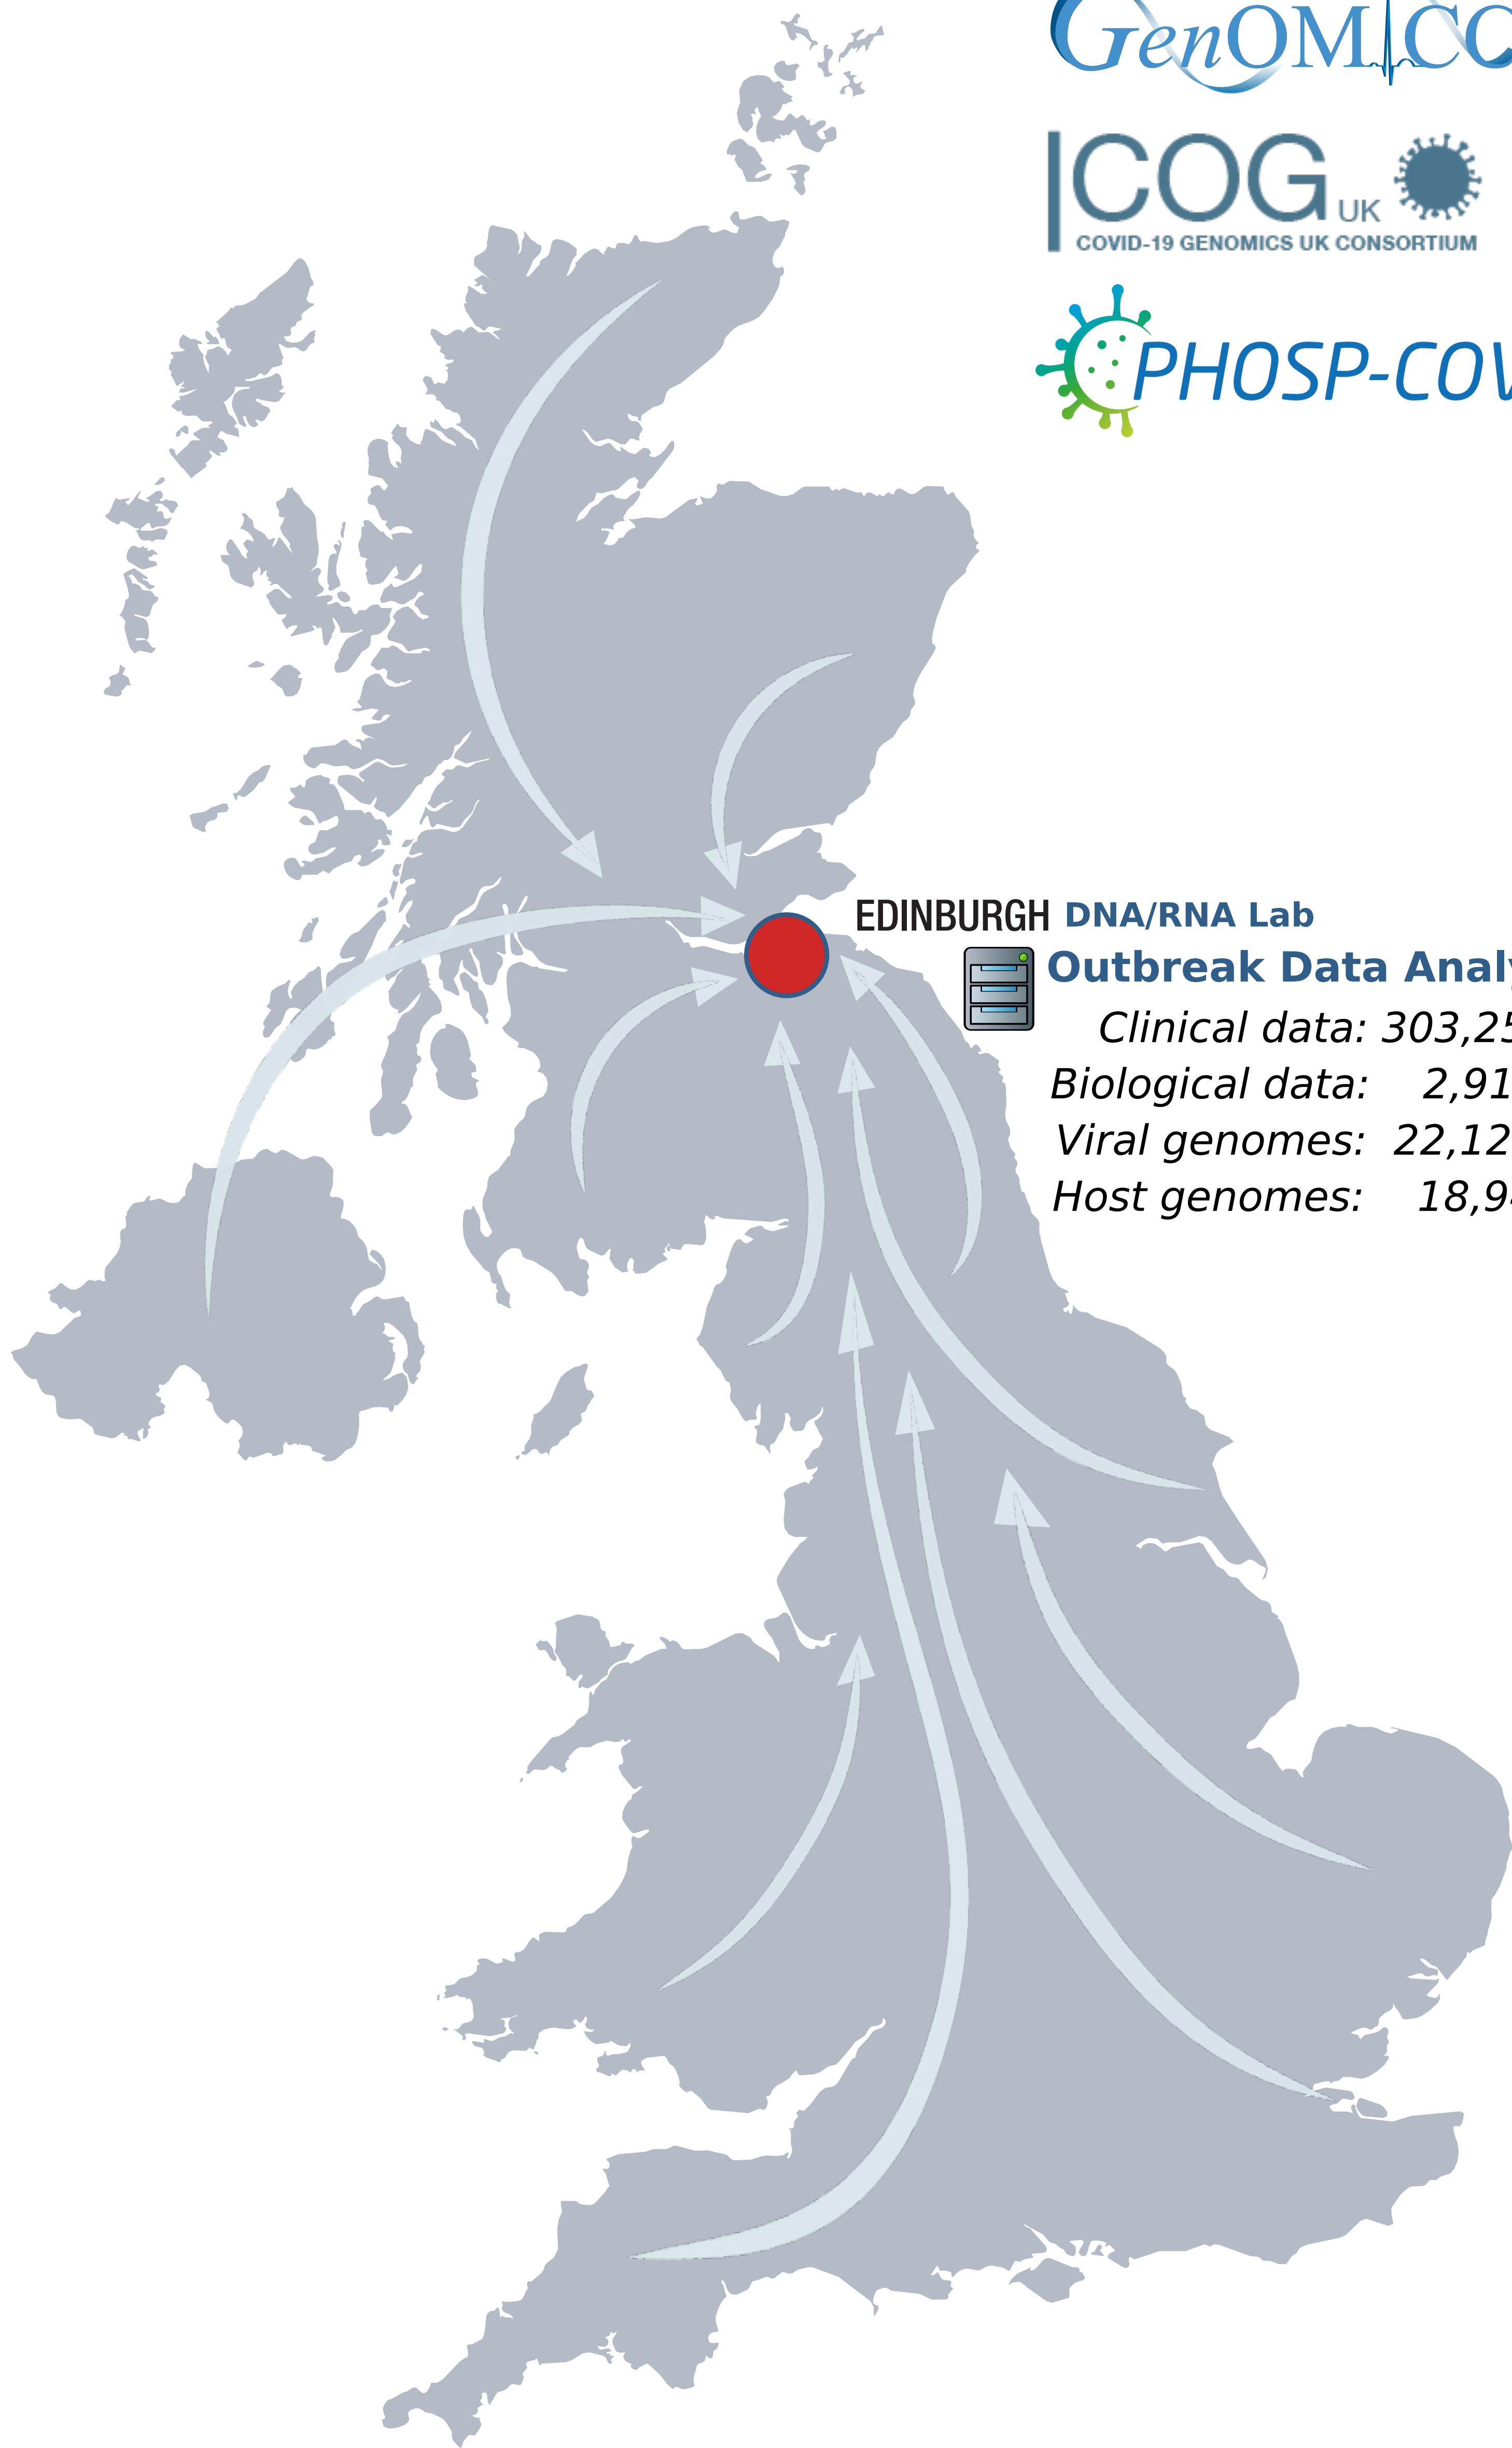 GenOMICC
COG UK
COVID-19 GENOMICS UK CONSORTIUM
PHOSP-COV
EDINBURGH DNA/RNA Lab
Outbreak Data Analy
Clinical data: 303,25
Biological data: 2,91
Viral genomes: 22,12
Host genomes: 18,9